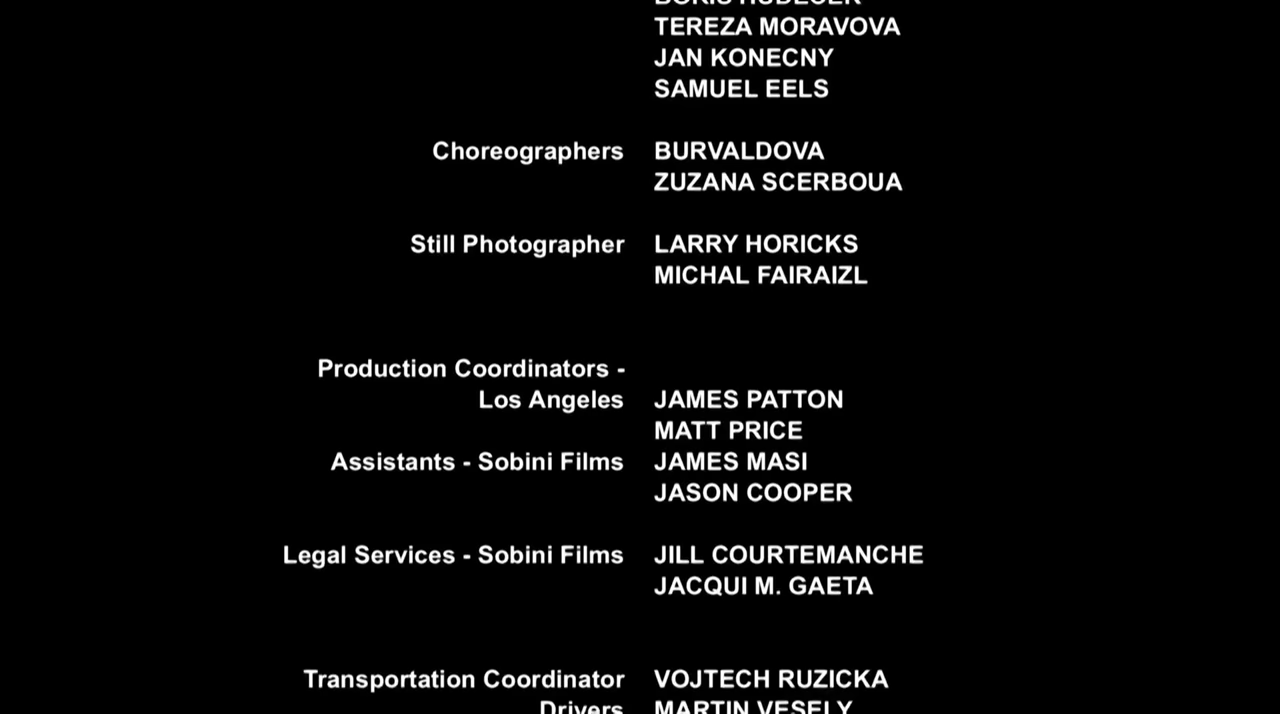 TEREZA MORAVOVA
JAN KONECNY
SAMUEL EELS
Choreographers BURVALDOVA
ZUZANA SCERBOUA
Still Photographer LARRY HORICKS
MICHAL FAIRAIZL
Production Coordinators -
Los Angeles JAMES PATTON
MATT PRICE
Assistants - Sobini Films JAMES MASI
JASON COOPER
Legal Services - Sobini Films JILL COURTEMANCHE
JACQUI M. GAETA
Transportation Coordinator VOJTECH RUZICKA
Drivers MARTIN VESELY